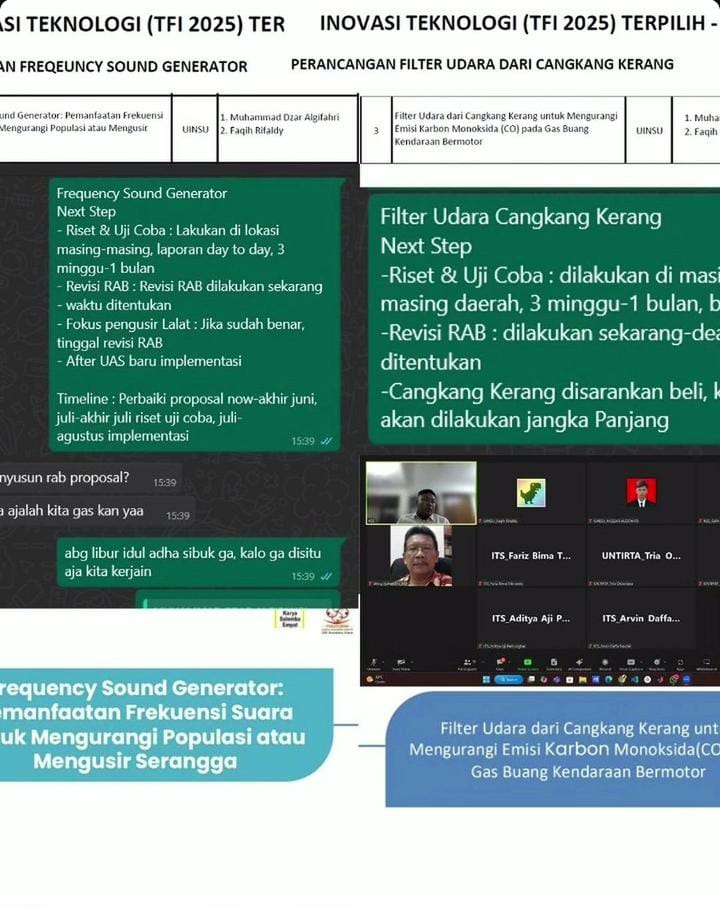 ASI TEKNOLOGI (TFI 2025) TER
AN FREQEUNCY SOUND GENERATOR
und Generator: Pemanfaatan Frekuensi
Mengurangi Populasi atau Mengusir
UINSU
1. Muhammad Dzar Algifahri
2. Faqih Rifaldy
Frequency Sound Generator
Next Step
- Riset & Uji Coba : Lakukan di lokasi
masing-masing, laporan day to day, 3
minggu-1 bulan
- Revisi RAB : Revisi RAB dilakukan sekarang
- waktu ditentukan
- Fokus pengusir Lalat : Jika sudah benar,
tinggal revisi RAB
- After UAS baru implementasi
Timeline : Perbaiki proposal now-akhir juni,
juli-akhir juli riset uji coba, juli-
agustus implementasi
15:39
nyusun rab proposal?
15:39
a ajalah kita gas kan yaa
15:39
abg libur idul adha sibuk ga, kalo ga disitu
aja kita kerjain
15:39
Karya
Salemba
Empat
requency Sound Generator:
emanfaatan Frekuensi Suara
uk Mengurangi Populasi atau
Mengusir Serangga
INOVASI TEKNOLOGI (TFI 2025) TERPILIH -
PERANCANGAN FILTER UDARA DARI CANGKANG KERANG
3
Filter Udara dari Cangkang Kerang untuk Mengurangi
Emisi Karbon Monoksida (CO) pada Gas Buang
Kendaraan Bermotor
UINSU
1. Muha
2. Faqih
Filter Udara Cangkang Kerang
Next Step
-Riset & Uji Coba : dilakukan di masi
masing daerah, 3 minggu-1 bulan, b
-Revisi RAB : dilakukan sekarang-dea
ditentukan
-Cangkang Kerang disarankan beli, k
akan dilakukan jangka Panjang
ITS_Fariz Bima T...
UNTIRTA_Tria O...
ITS_Aditya Aji P...
ITS_Arvin Daffa...
Filter Udara dari Cangkang Kerang unt
Mengurangi Emisi Karbon Monoksida(CO
Gas Buang Kendaraan Bermotor